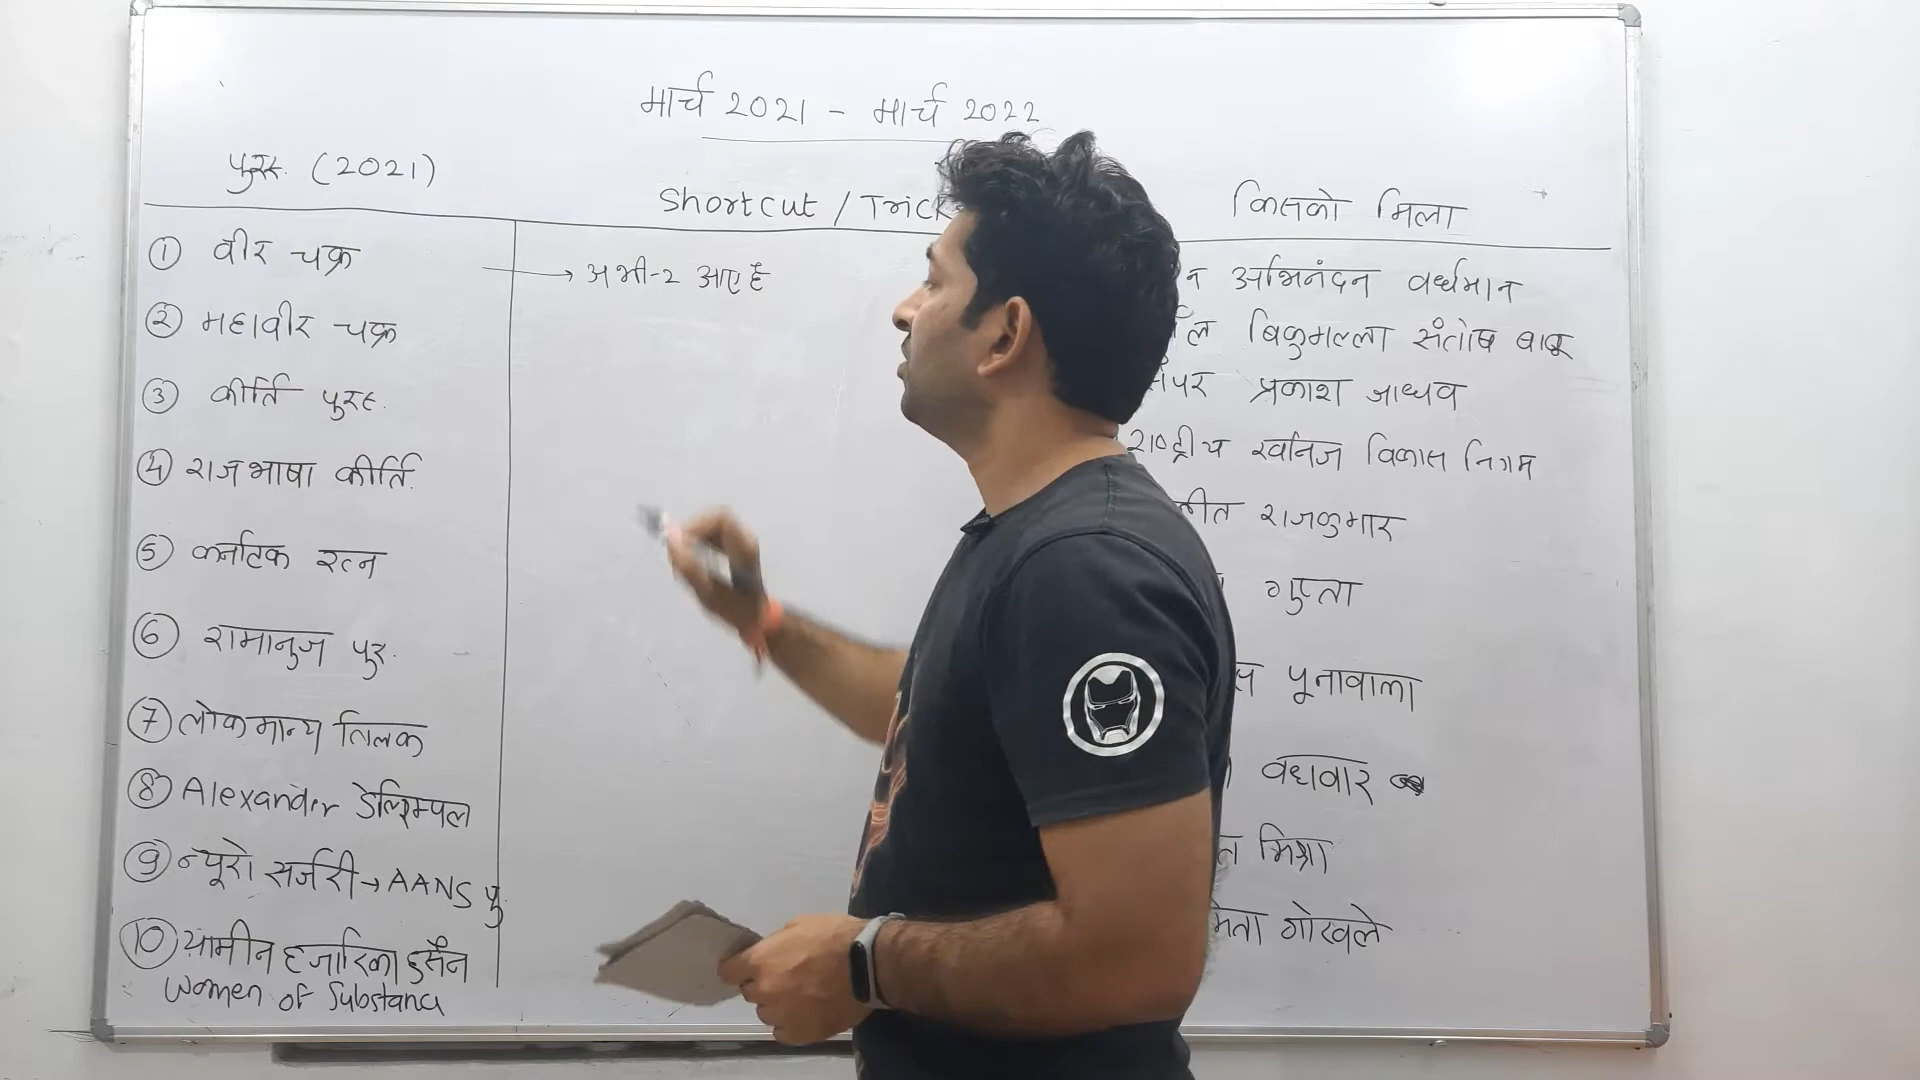 मार्च 2021 - मार्च 2022
पुरस्. (2021)
Shortcut / Trick
किसको मिला
① वीर चक्र
→ अभी-2 आए है
न अभिनंदन वर्धमान
② महावीर चक्र
ल बिकुमल्ला संतोष बाबू
③ कीर्ति पुरस्.
पर प्रकाश जाधव
④ राजभाषा कीर्ति.
राष्ट्रीय खनिज विकास निगम
⑤ कर्नाटक रत्न
नीत राजकुमार
⑥ रामानुज पुर.
गुप्ता
⑦ लोकमान्य तिलक
स पूनावाला
⑧ Alexander डेल्रिम्पल
वधावार
⑨ न्यूरो सर्जरी → AANS पु.
त मिश्रा
⑩ यामीन हजारिका हुसैन
मिता गोखले
Women of Substance